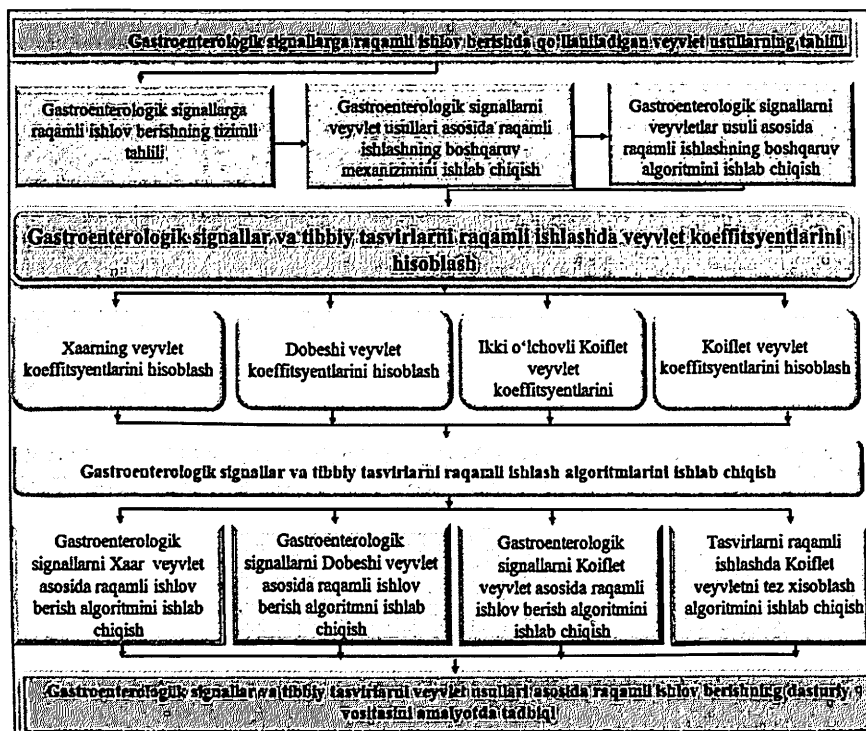 Gastroenterologik signallarga raqamli ishlov berishda qo‘llaniladigan veyvlet usullarning tahlili
Gastroenterologik signallarga
raqamli ishlov berishning tizimli
tahlili
Gastroenterologik signallarni
veyvlet usullari asosida raqamli
ishlashning boshqaruv
mexanizimini ishlab chiqish
Gastroenterologik signallarni
veyvletlar usuli asosida
raqamli ishlashning boshqaruv
algoritmini ishlab chiqish
Gastroenterologik signallar va tibbiy tasvirlarni raqamli ishlashda veyvlet koeffitsyentlarini
hisoblash
Xaarning veyvlet
koeffitsyentlarini hisoblash
Dobeshi veyvlet
koeffitsyentlarini hisoblash
Ikki o‘lchovli Koiflet
veyvlet
koeffitsyentlarini
Koiflet veyvlet
koeffitsyentlarini hisoblash
Gastroenterologik signallar va tibbiy tasvirlarni raqamli ishlash algoritmlarini ishlab chiqish
Gastroenterologik
signallarni Xaar veyvlet
asosida raqamli ishlov
berish algoritmini ishlab
chiqish
Gastroenterologik
signallarni Dobeshi veyvlet
asosida raqamli ishlov
berish algoritmni ishlab
chiqish
Gastroenterologik
signallarni Koiflet
veyvlet asosida raqamli
ishlov berish algoritmini
ishlab chiqish
Tasvirlarni raqamli
ishlashda Koiflet
veyvletni tez xisoblash
algoritmini ishlab chiqish
Gastroenterologik signallar va tibbiy tasvirlarni veyvlet usullari asosida raqamli ishlov berishning dasturiy
vositasini amalyotda tadbiqi